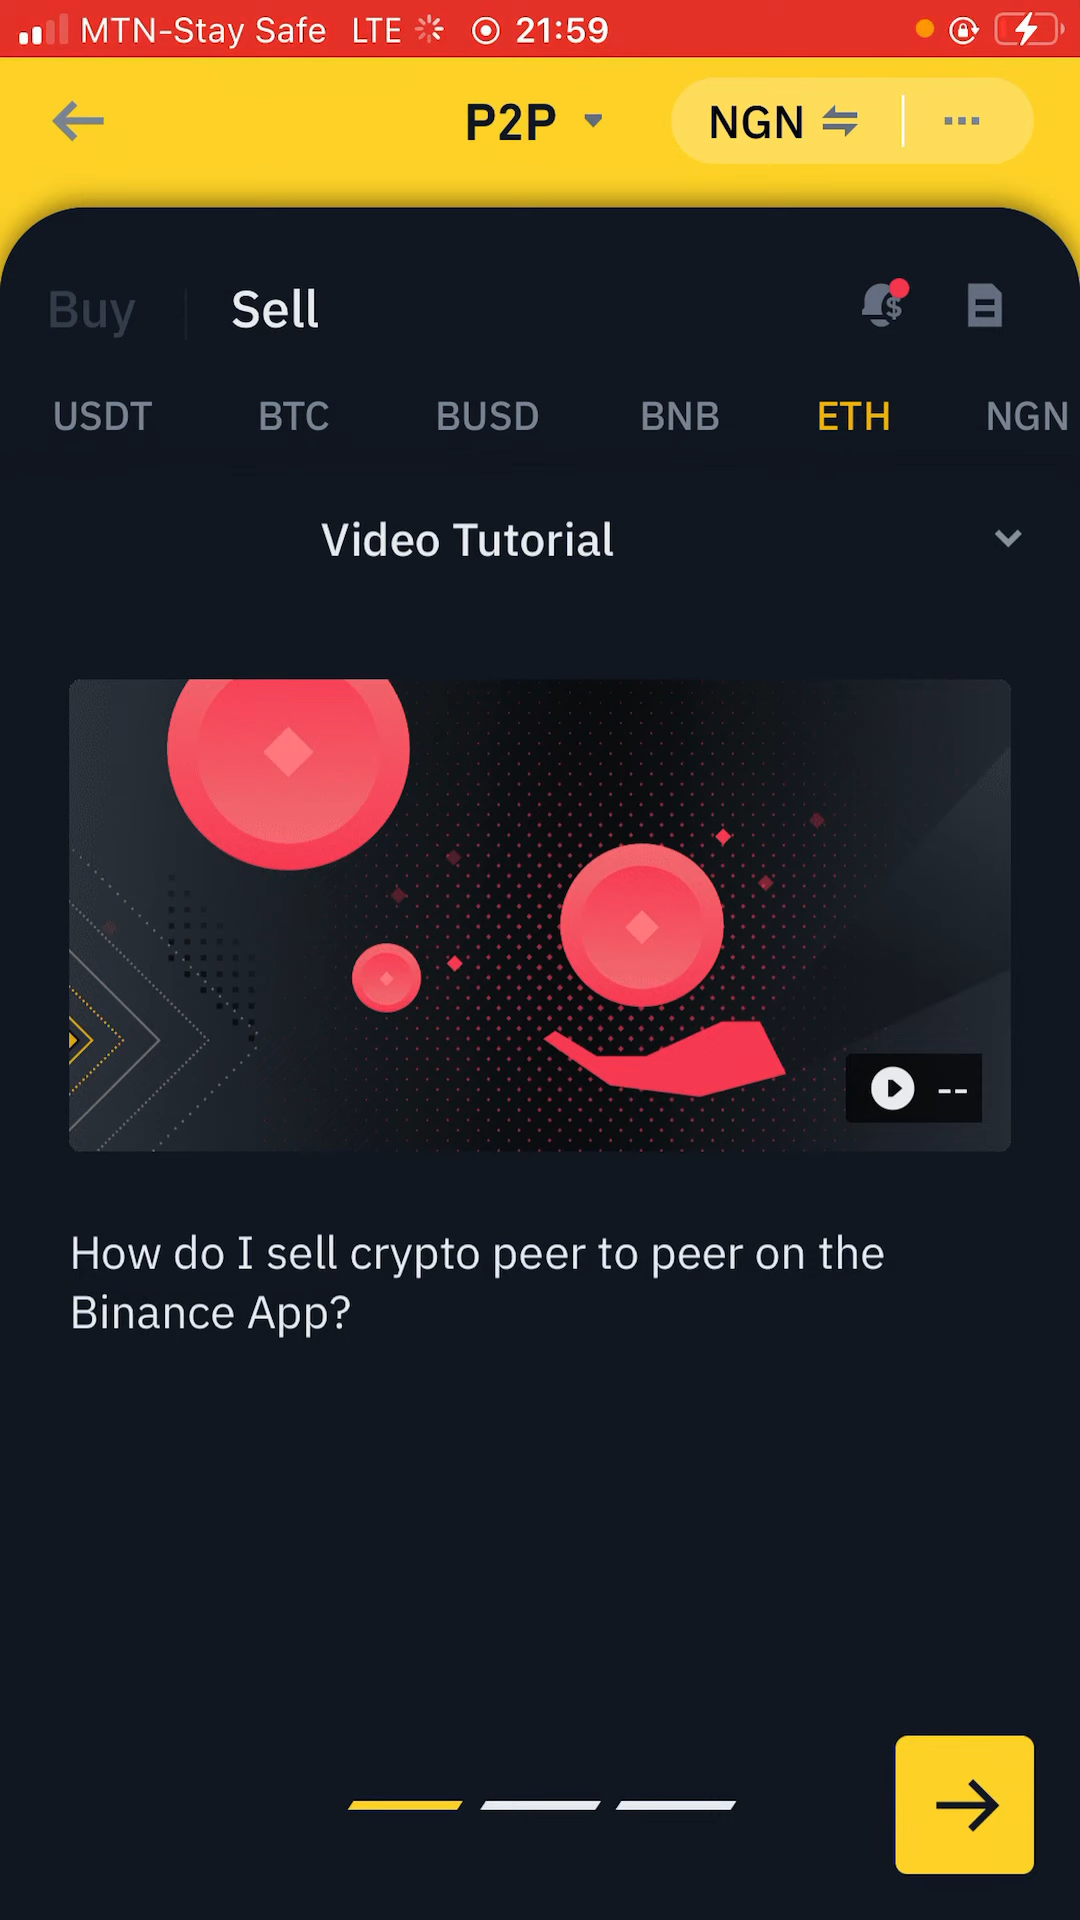 MTN-Stay Safe LTE 21:59
P2P NGN ...
Buy Sell
USDT BTC BUSD BNB ETH NGN
Video Tutorial
--
How do I sell crypto peer to peer on the
Binance App?